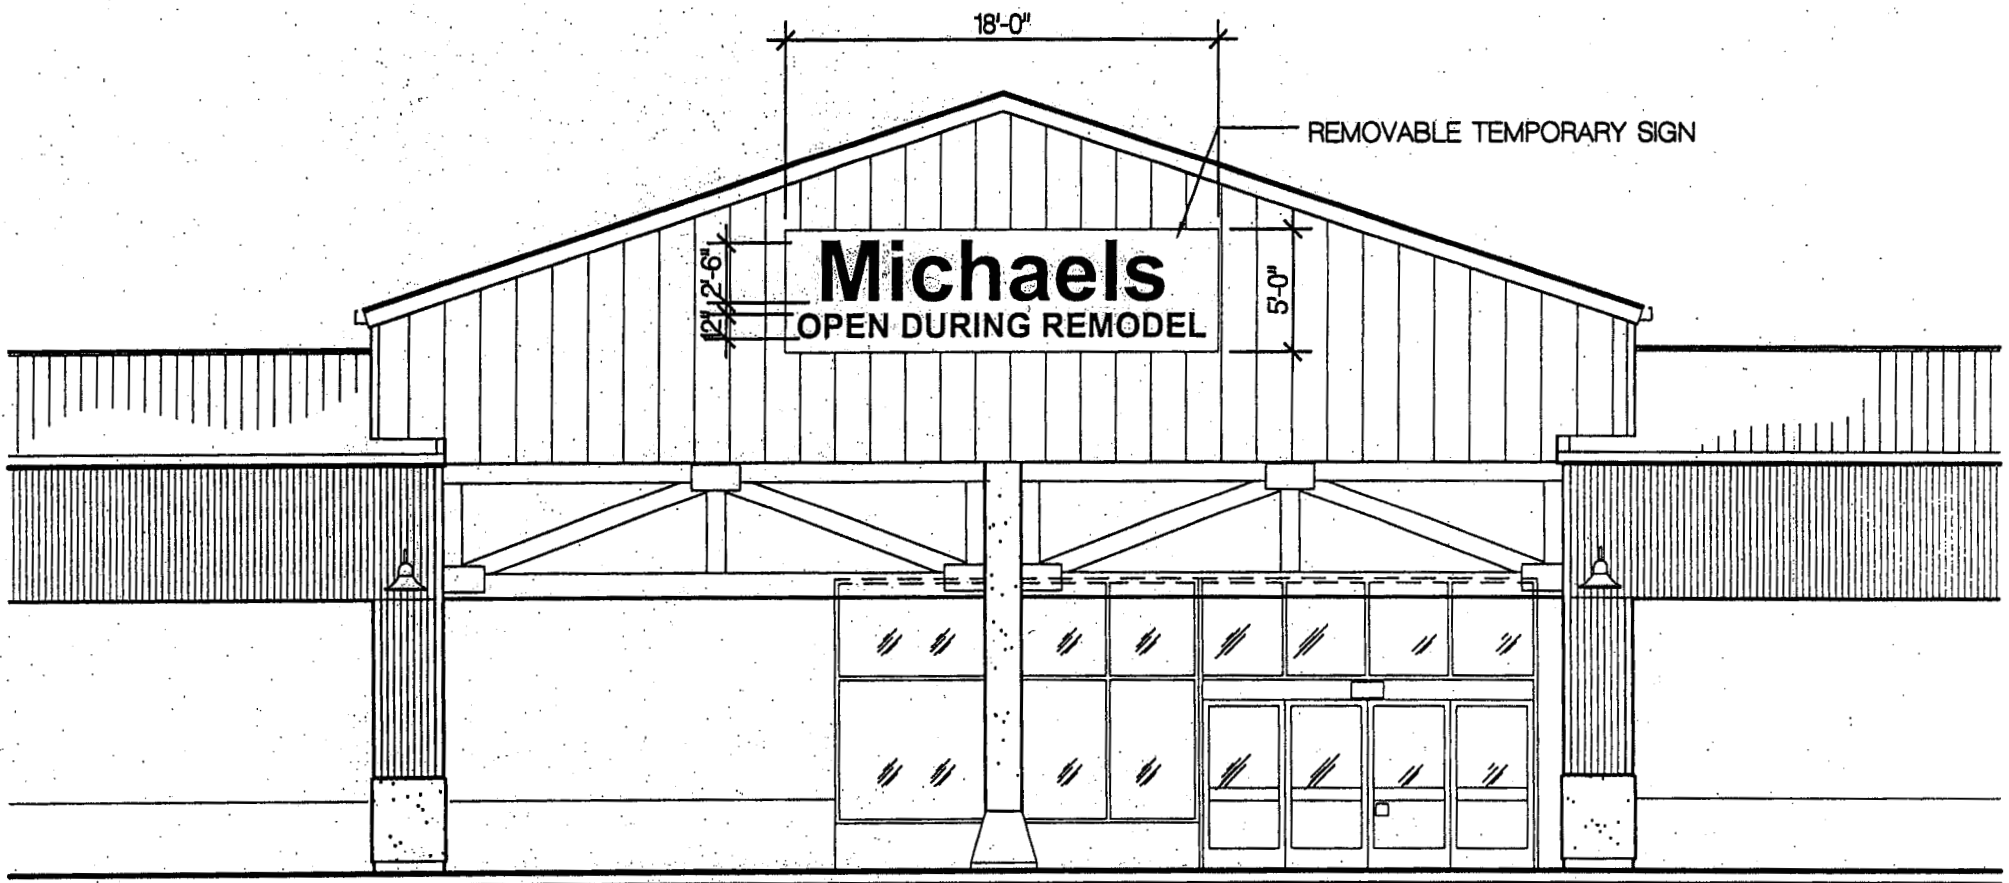 18'-0"
REMOVABLE TEMPORARY SIGN
Michaels
2'-6"
5'-0"
12"
OPEN DURING REMODEL